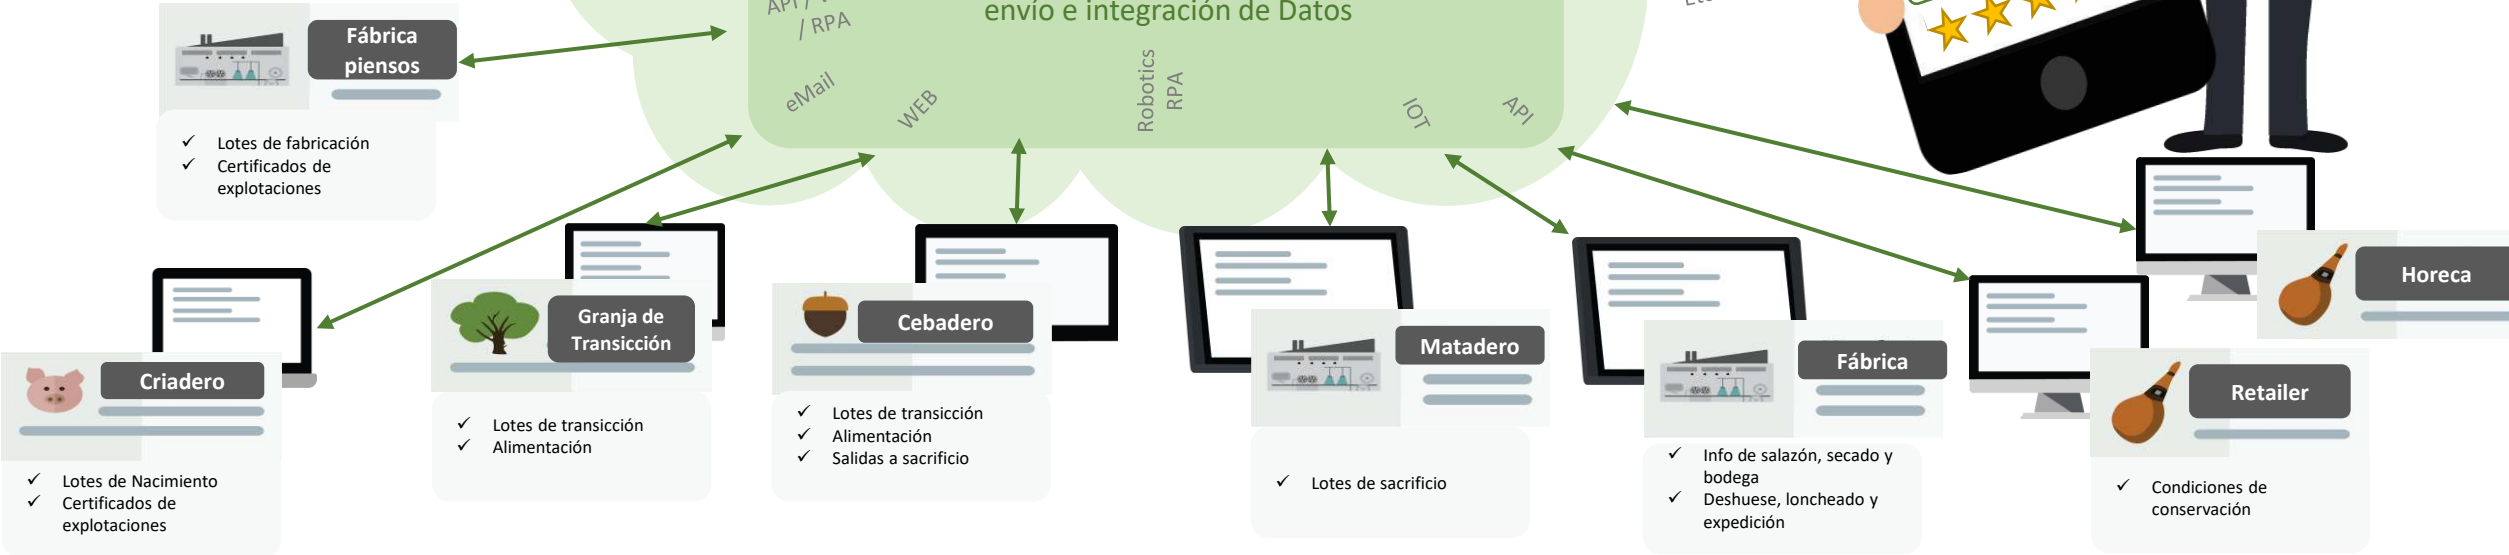 envío e integración de Datos
API /
/ RPA
eMail
WEB
Robotics
RPA
IOT
API
Fábrica
piensos
✓ Lotes de fabricación
✓ Certificados de
explotaciones
Criadero
✓ Lotes de Nacimiento
✓ Certificados de
explotaciones
Granja de
Transicción
✓ Lotes de transicción
✓ Alimentación
Cebadero
✓ Lotes de transicción
✓ Alimentación
✓ Salidas a sacrificio
Matadero
✓ Lotes de sacrificio
Fábrica
✓ Info de salazón, secado y
bodega
✓ Deshuese, loncheado y
expedición
Retailer
✓ Condiciones de
conservación
Horeca